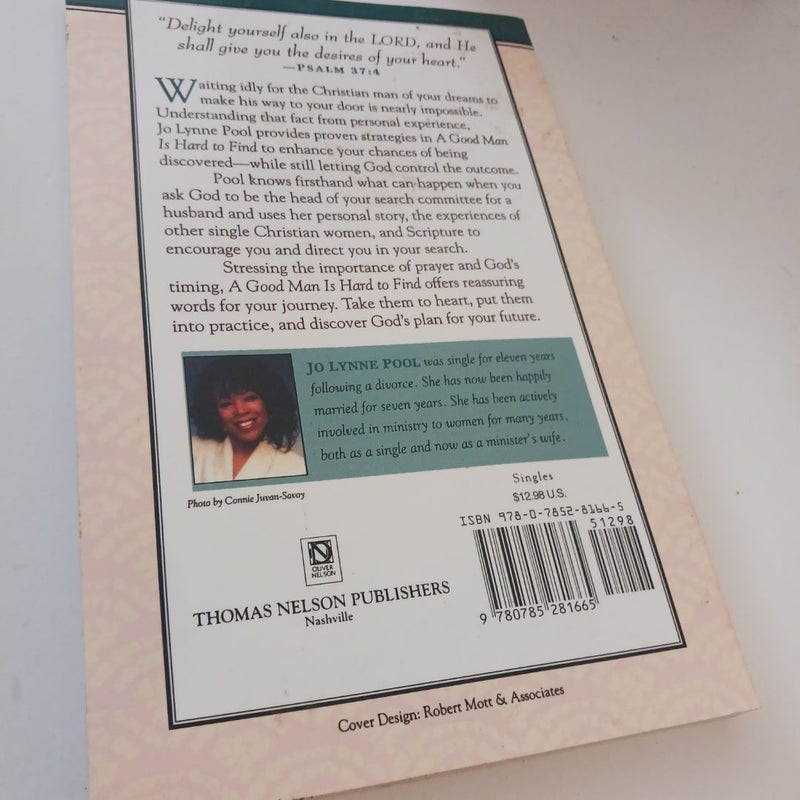 "Delight yourself also in the LORD, and He
shall give you the desires of your heart."
—PSALM 37:4
Waiting idly for the Christian man of your dreams to
make his way to your door is nearly impossible.
Understanding that fact from personal experience,
Jo Lynne Pool provides proven strategies in A Good Man
Is Hard to Find to enhance your chances of being
discovered—while still letting God control the outcome.
Pool knows firsthand what can happen when you
ask God to be the head of your search committee for a
husband and uses her personal story, the experiences of
other single Christian women, and Scripture to
encourage you and direct you in your search.
Stressing the importance of prayer and God's
timing, A Good Man Is Hard to Find offers reassuring
words for your journey. Take them to heart, put them
into practice, and discover God's plan for your future.
JO LYNNE POOL was single for eleven years
following a divorce. She has now been happily
married for seven years. She has been actively
involved in ministry to women for many years,
both as a single and now as a minister's wife.
Photo by Connie Juvan-Savoy
Singles
$12.98 U.S.
ISBN 978-0-7852-8166-5
51298
9 780785 281665
N
OLIVER
NELSON
THOMAS NELSON PUBLISHERS
Nashville
Cover Design: Robert Mott & Associates